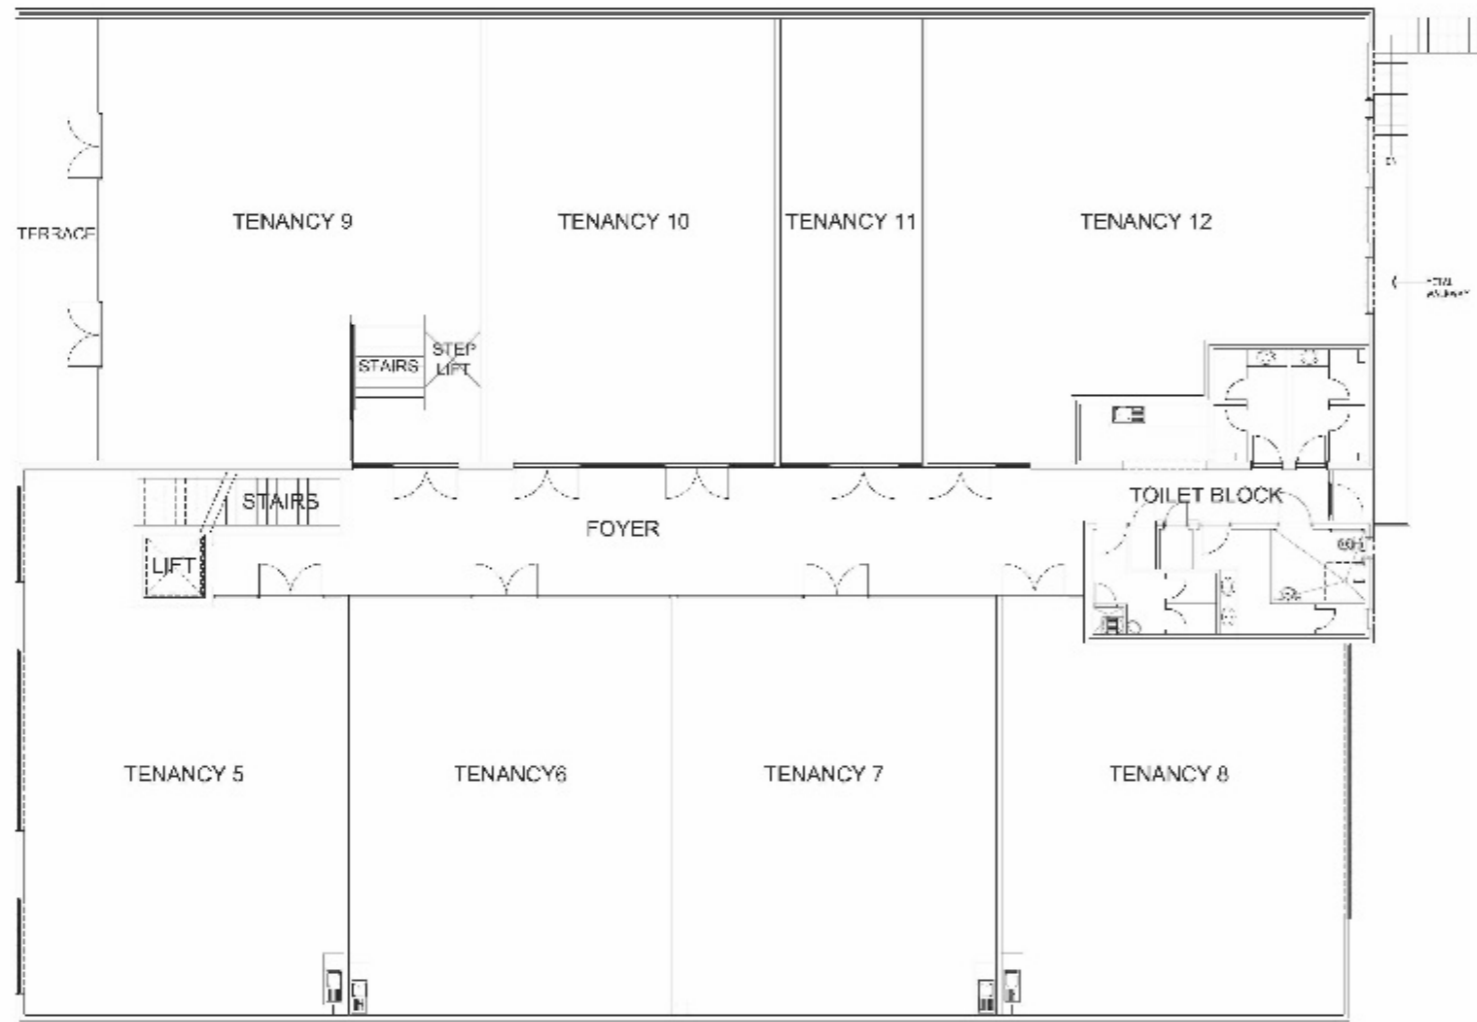 TENANCY 9
TENANCY 10
TENANCY 11
TENANCY 12
TERRACE
STAIRS
STEP
LIFT
STAIRS
FOYER
TOILET BLOCK
LIFT
TENANCY 5
TENANCY6
TENANCY 7
TENANCY 8